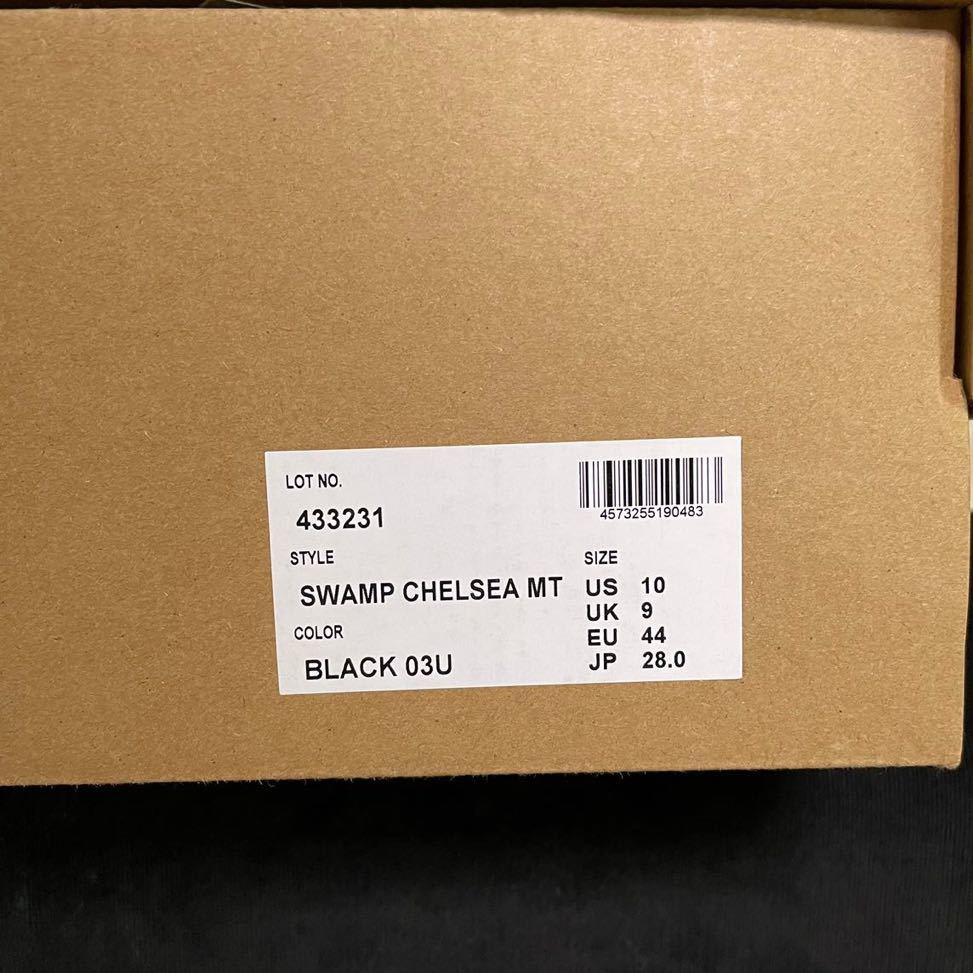 LOT NO.
433231
4573255190483
STYLE
SWAMP CHELSEA MT
COLOR
BLACK 03U
SIZE
US 10
UK 9
EU 44
JP 28.0